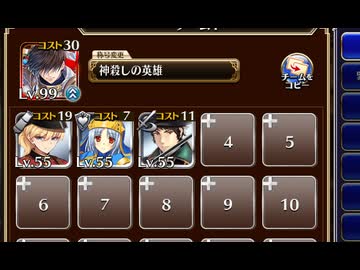 コスト30
称号変更
神殺しの英雄
チームを
コピー
Lv.99
コスト19
コスト 7
コスト11
4
5
Lv.55
Lv.55
Lv.55
6
7
8
9
10